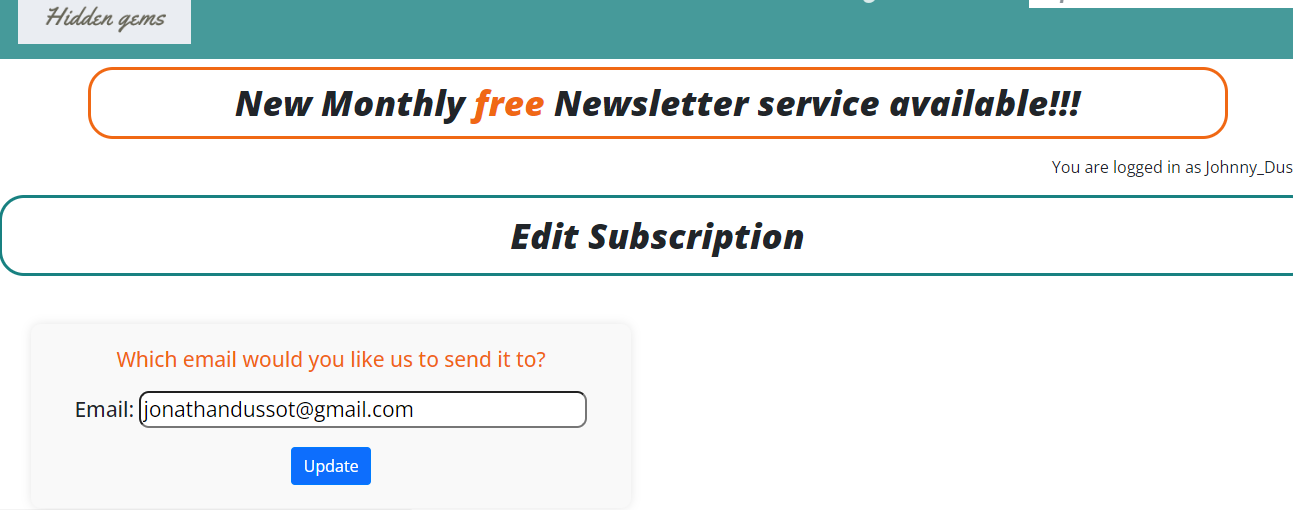 Hidden gems
New Monthly free Newsletter service available!!!
You are logged in as Johnny_Dus
Edit Subscription
Which email would you like us to send it to?
Email: jonathandussot@gmail.com
Update